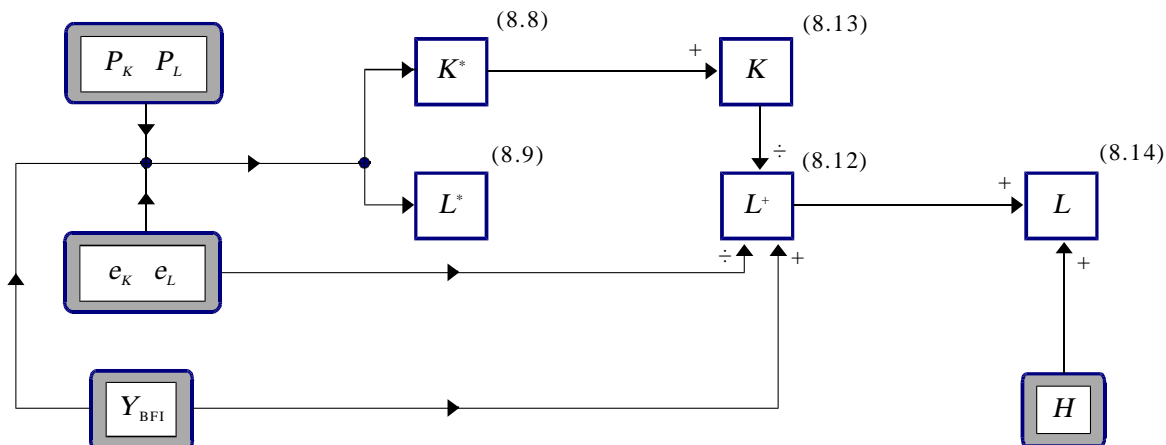 (8.8)
(8.13)
P_K P_L
K*
+
K
÷
(8.9)
(8.12)
(8.14)
L*
L⁺
+
L
e_K e_L
÷
+
+
Y_BFI
H